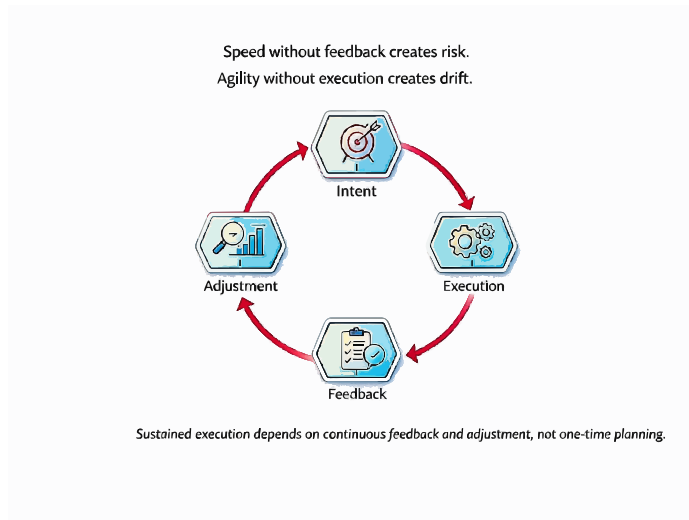 Speed without feedback creates risk.
Agility without execution creates drift.
Intent
Adjustment
Execution
Feedback
Sustained execution depends on continuous feedback and adjustment, not one-time planning.